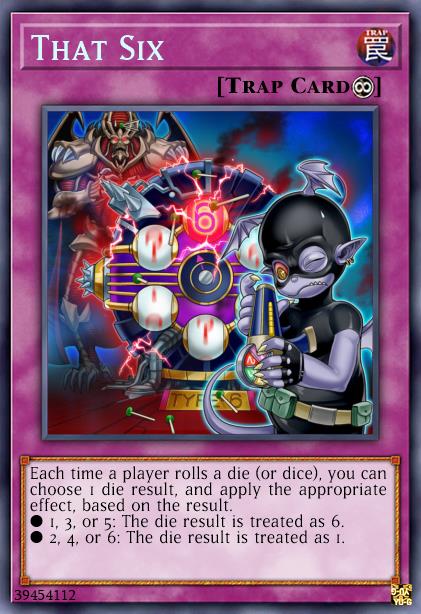 THAT SIX
TRAP
罠
[TRAP CARD♾]
6
TYPE 6
Each time a player rolls a die (or dice), you can
choose 1 die result, and apply the appropriate
effect, based on the result.
● 1, 3, or 5: The die result is treated as 6.
● 2, 4, or 6: The die result is treated as 1.
39454112